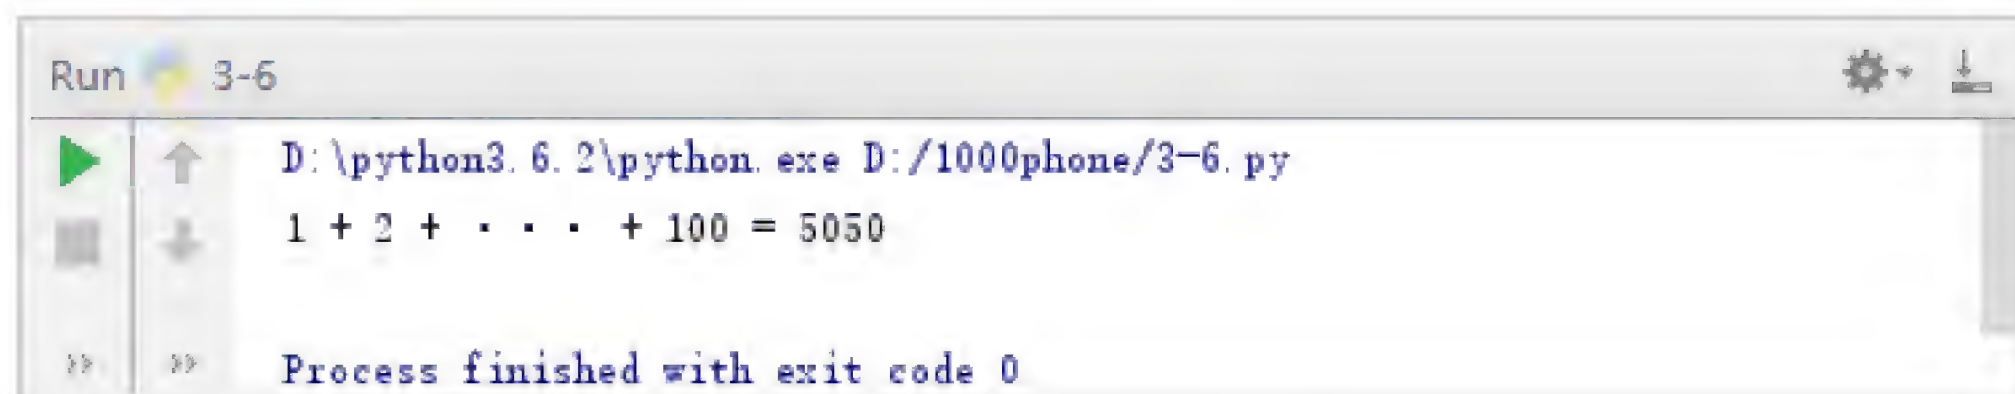 Run 3-6
D:\python3.6.2\python.exe D:/1000phone/3-6.py
1 + 2 + · · · + 100 = 5050
Process finished with exit code 0